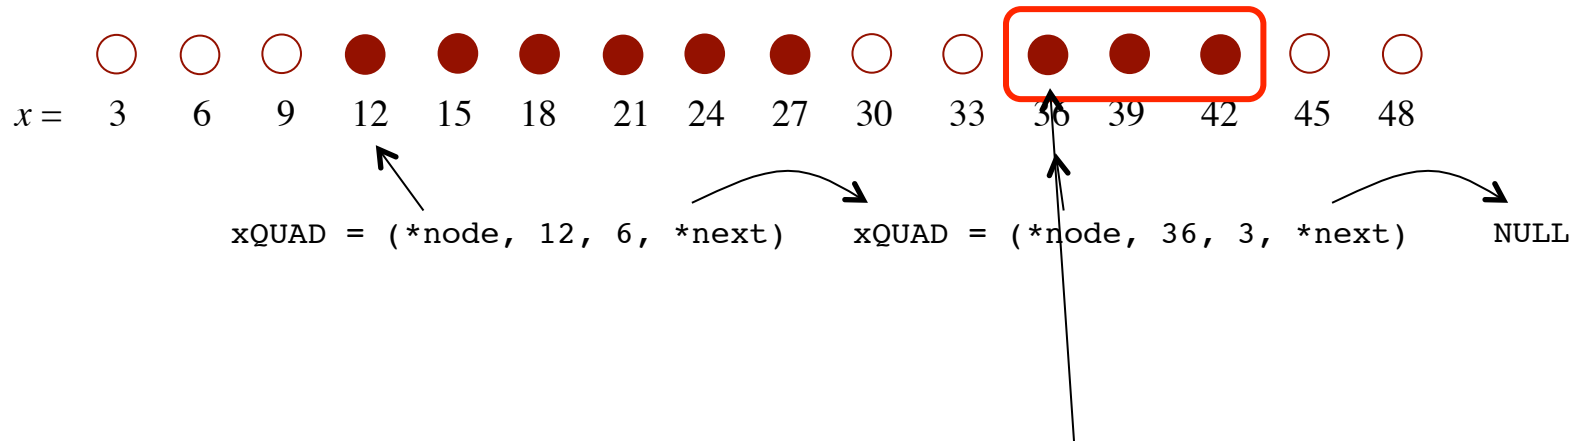 x = 3 6 9 12 15 18 21 24 27 30 33 36 39 42 45 48
xQUAD = (*node, 12, 6, *next) xQUAD = (*node, 36, 3, *next) NULL